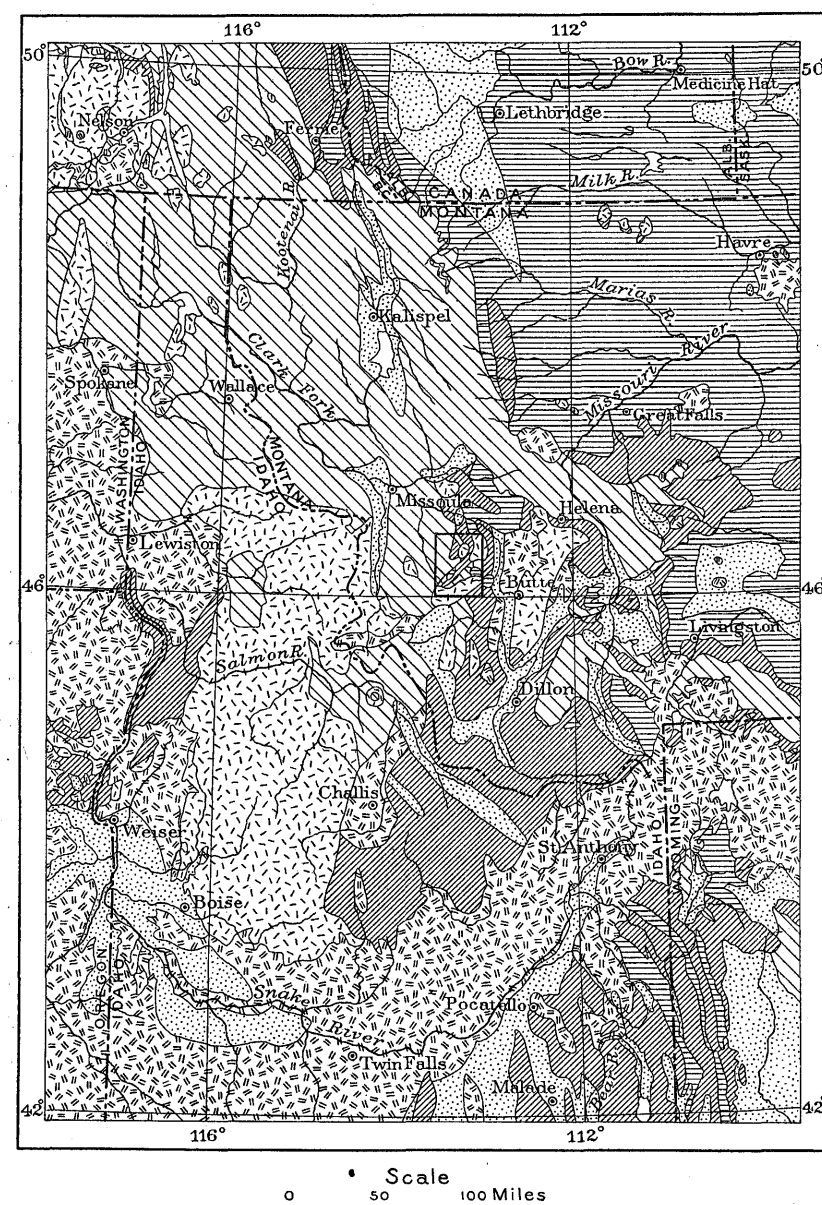 116° 112°
50° 50°
Bow R.
Medicine Hat
Nelson Lethbridge
Fernie
ALB. SASK.
B.C.
CANADA Milk R.
MONTANA
Kootenai R.
Havre
Marias R.
Kalispel
Missouri River
Clark Fork
Spokane Wallace Great Falls
WASHINGTON
IDAHO
MONTANA
IDAHO
Missoula Helena
Lewiston
46° Butte 46°
Livingston
Salmon R.
Dillon
Challis
IDAHO
WYOMING
Weiser St. Anthony
Boise
OREGON
IDAHO
Snake River
Pocatello
Twin Falls
Malade
Bear R.
42° 42°
116° 112°
Scale
0 50 100 Miles